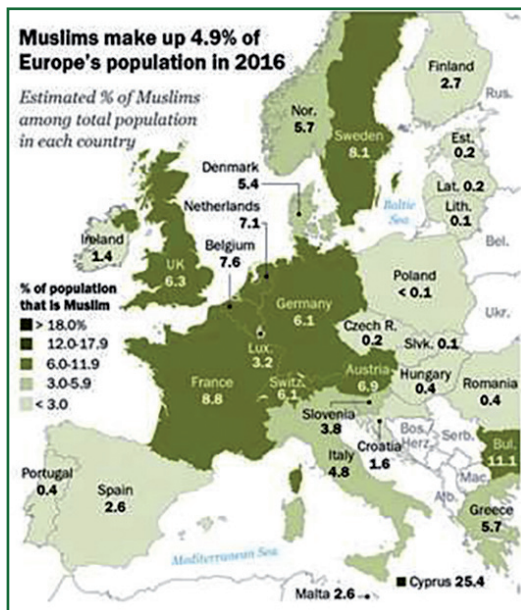 Muslims make up 4.9% of
Europe's population in 2016
Estimated % of Muslims
among total population
in each country
Finland
2.7
Rus.
Nor.
5.7
Sweden
8.1
Est.
0.2
Lat. 0.2
Lith.
0.1
Baltic
Sea
Bel.
Denmark
5.4
Netherlands
7.1
Belgium
7.6
Ireland
1.4
UK
6.3
% of population
that is Muslim
> 18.0%
12.0-17.9
6.0-11.9
3.0-5.9
< 3.0
Germany
6.1
Poland
< 0.1
Ukr.
Czech R.
0.2
Slvk. 0.1
Lux.
3.2
France
8.8
Switz.
6.1
Austria
6.9
Hungary
0.4
Romania
0.4
Slovenia
3.8
Croatia
1.6
Bos.
Herz.
Serb.
Bul.
11.1
Italy
4.8
Mac.
Alb.
Greece
5.7
Portugal
0.4
Spain
2.6
Mediterranean Sea
Malta 2.6
Cyprus 25.4